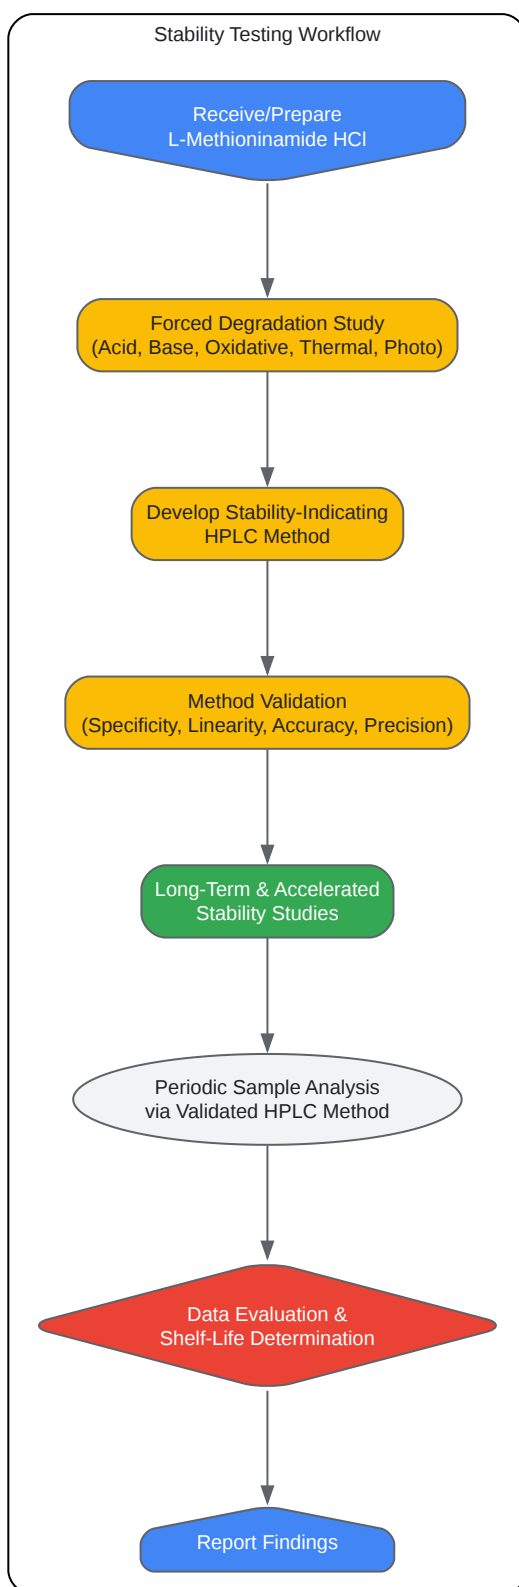 Stability Testing Workflow
Receive/Prepare
L-Methioninamide HCl
Forced Degradation Study
(Acid, Base, Oxidative, Thermal, Photo)
Develop Stability-Indicating
HPLC Method
Method Validation
(Specificity, Linearity, Accuracy, Precision)
Long-Term & Accelerated
Stability Studies
Periodic Sample Analysis
via Validated HPLC Method
Data Evaluation &
Shelf-Life Determination
Report Findings